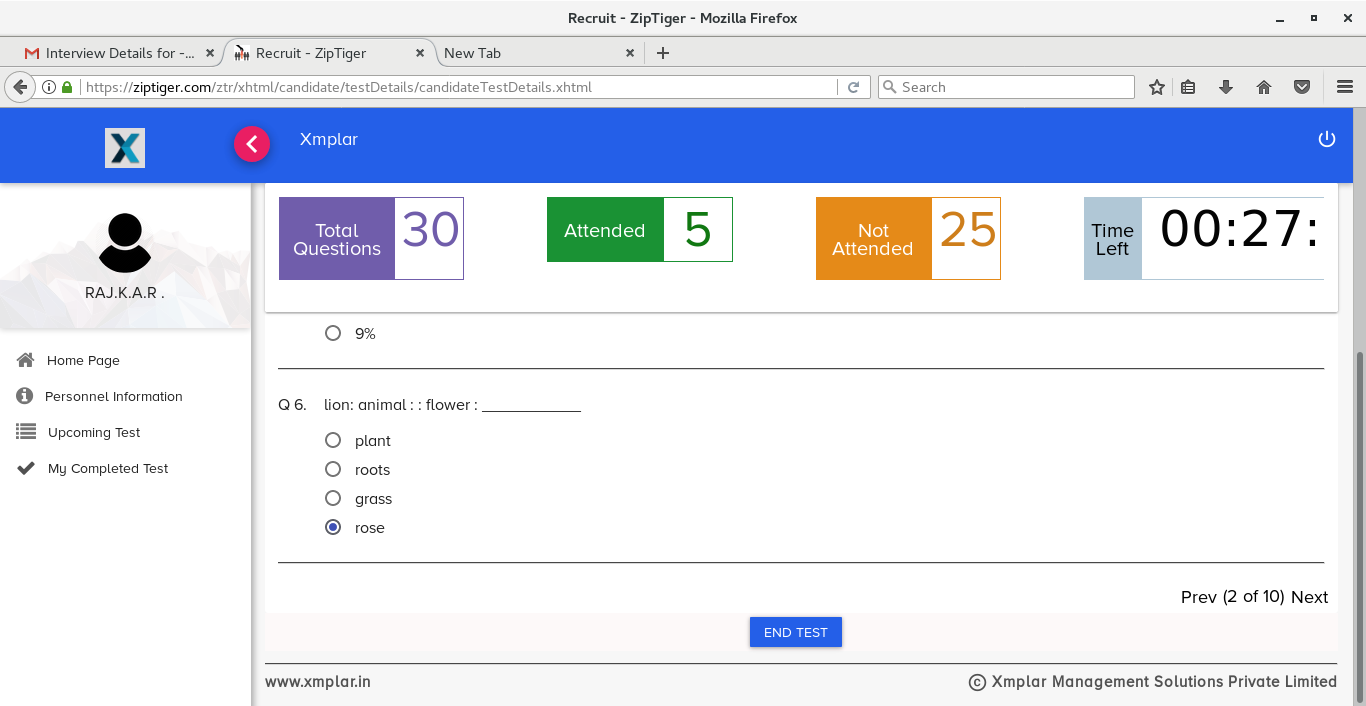 Recruit - ZipTiger - Mozilla Firefox
Interview Details for -...
Recruit - ZipTiger
New Tab
https://ziptiger.com/ztr/xhtml/candidate/testDetails/candidateTestDetails.xhtml
Search
Xmplar
RAJ.K.A.R .
Home Page
Personnel Information
Upcoming Test
My Completed Test
Total
Questions
30
Attended
5
Not
Attended
25
Time
Left
00:27:
9%
Q 6. lion: animal : : flower : ____________
plant
roots
grass
rose
Prev (2 of 10) Next
END TEST
www.xmplar.in
© Xmplar Management Solutions Private Limited